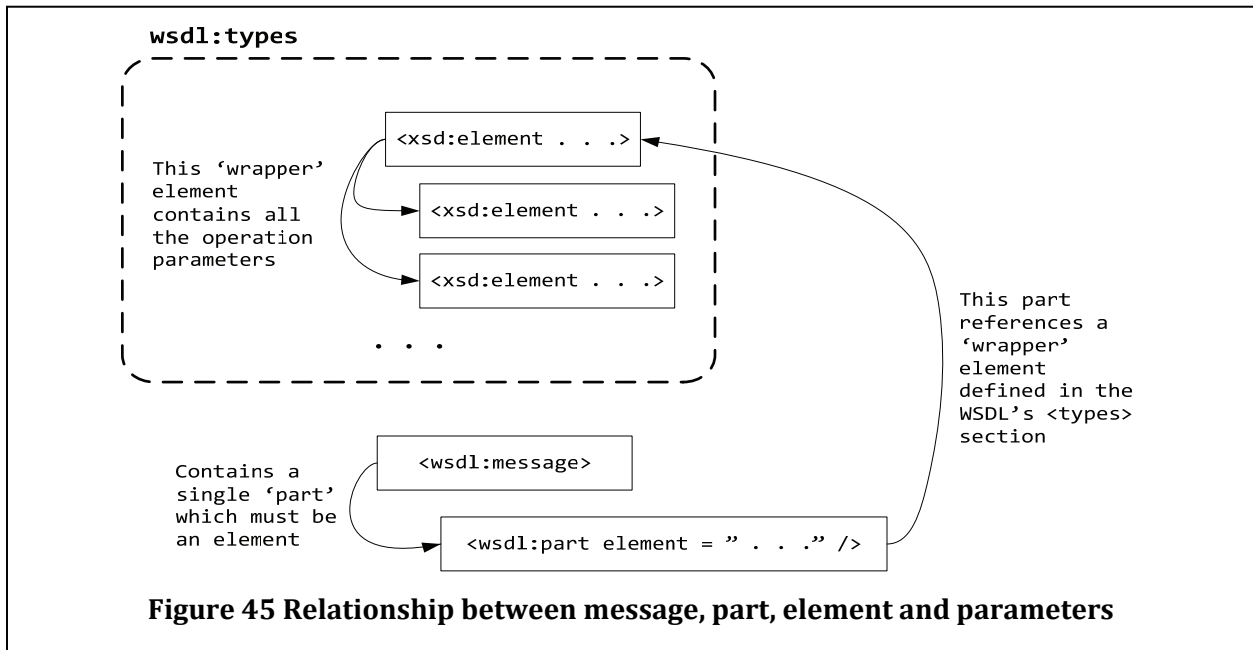 wsdl:types
<xsd:element . . .>
This ‘wrapper’
element
contains all
the operation
parameters
<xsd:element . . .>
<xsd:element . . .>
. . .
This part
references a
‘wrapper’
element
defined in the
WSDL’s <types>
section
<wsdl:message>
Contains a
single ‘part’
which must be
an element
<wsdl:part element = ” . . .” />
Figure 45 Relationship between message, part, element and parameters